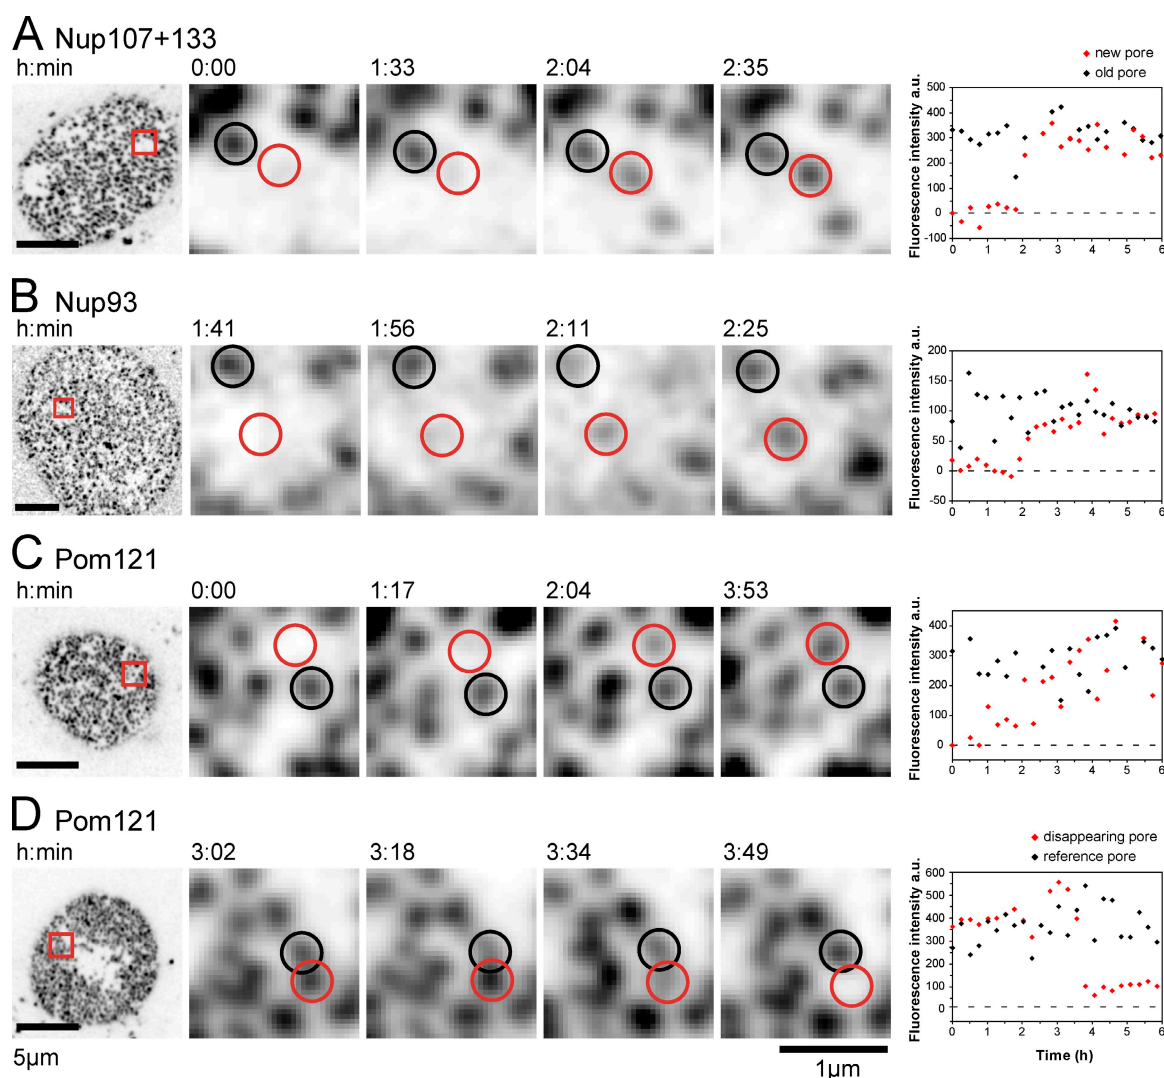 A Nup107+133
h:min 0:00 1:33 2:04 2:35
new pore
old pore
Fluorescence intensity a.u.
500
400
300
200
100
0
-100
0 1 2 3 4 5 6
B Nup93
h:min 1:41 1:56 2:11 2:25
Fluorescence intensity a.u.
200
150
100
50
0
-50
0 1 2 3 4 5 6
C Pom121
h:min 0:00 1:17 2:04 3:53
Fluorescence intensity a.u.
400
300
200
100
0
0 1 2 3 4 5 6
D Pom121
h:min 3:02 3:18 3:34 3:49
disappearing pore
reference pore
Fluorescence intensity a.u.
600
500
400
300
200
100
0
0 1 2 3 4 5 6
Time (h)
5µm
1µm